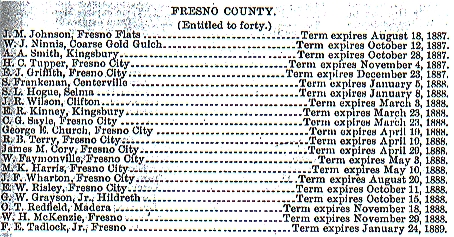 FRESNO COUNTY.
(Entitled to forty.)
J. M. Johnson, Fresno Flats Term expires August 18, 1887.
W. J. Ninnis, Coarse Gold Gulch Term expires October 12, 1887.
A. A. Smith, Kingsbury Term expires October 28, 1887.
H. C. Tupper, Fresno City Term expires November 4, 1887.
E. J. Griffith, Fresno City Term expires December 23, 1887.
S. Frankenan, Centerville Term expires January 5, 1888.
S. L. Hogue, Selma Term expires January 8, 1888.
J. R. Wilson, Clifton Term expires March 3, 1888.
E. R. Kinney, Kingsbury Term expires March 23, 1888.
C. G. Sayle, Fresno City Term expires March 23, 1888.
George E. Church, Fresno City Term expires April 19, 1888.
R. B. Terry, Fresno City Term expires April 19, 1888.
James M. Cory, Fresno City Term expires April 20, 1888.
W. Faymonville, Fresno City Term expires May 3, 1888.
M. K. Harris, Fresno City Term expires May 10, 1888.
J. F. Wharton, Fresno City Term expires August 20, 1888.
E. W. Risley, Fresno City Term expires October 11, 1888.
G. W. Grayson, Jr., Hildreth Term expires October 15, 1888.
O. T. Redfield, Madera Term expires November 18, 1888.
W. H. McKenzie, Fresno Term expires November 29, 1888.
F. E. Tadlock, Jr., Fresno Term expires January 24, 1889.